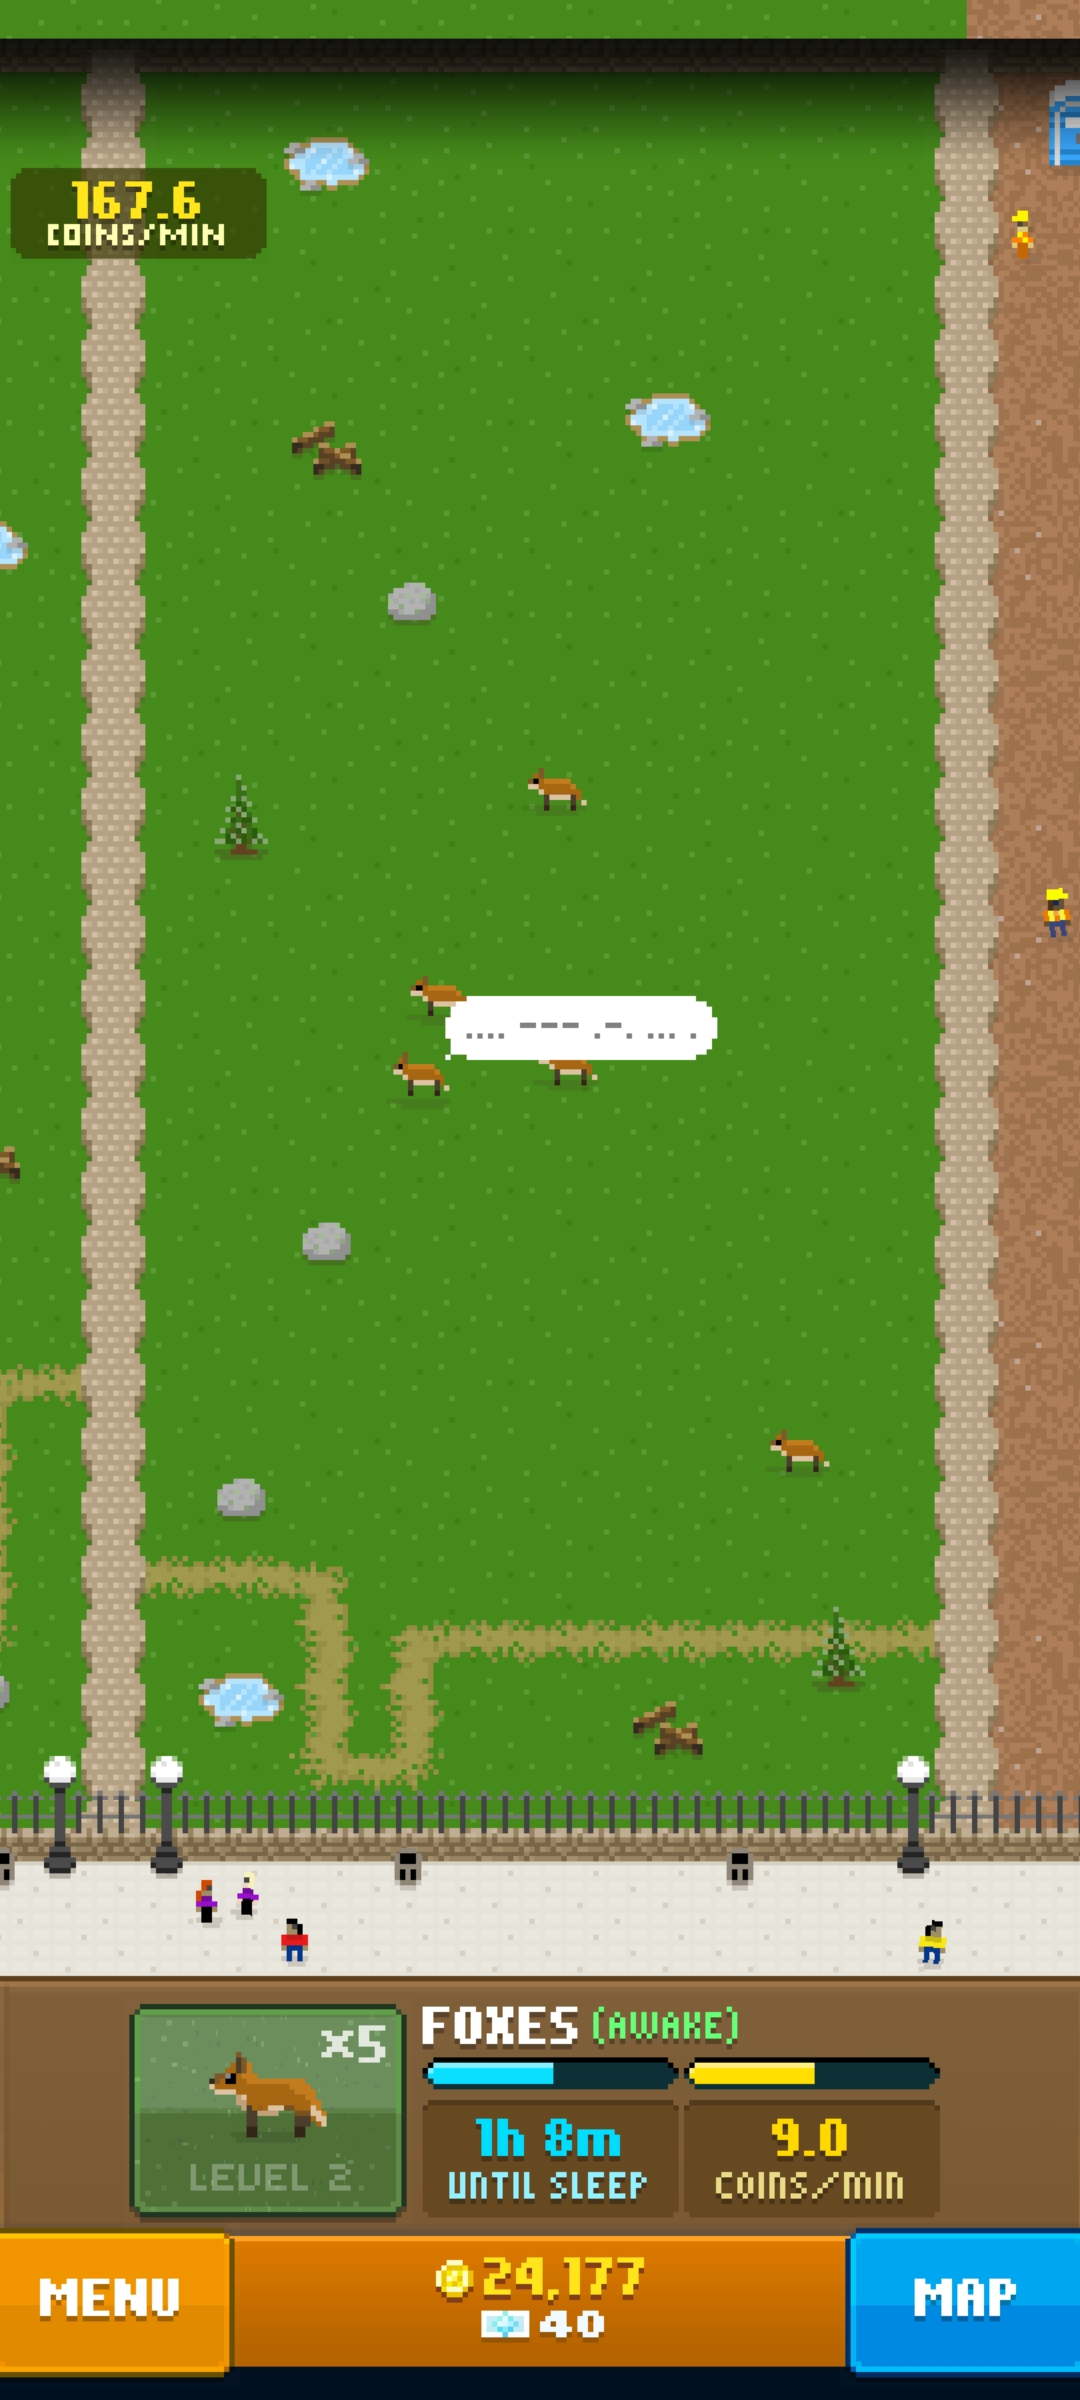 167.6
COINS/MIN
.... --- .-. ... .
x5
LEVEL 2
FOXES (AWAKE)
1h 8m
UNTIL SLEEP
9.0
COINS/MIN
MENU
24,177
40
MAP